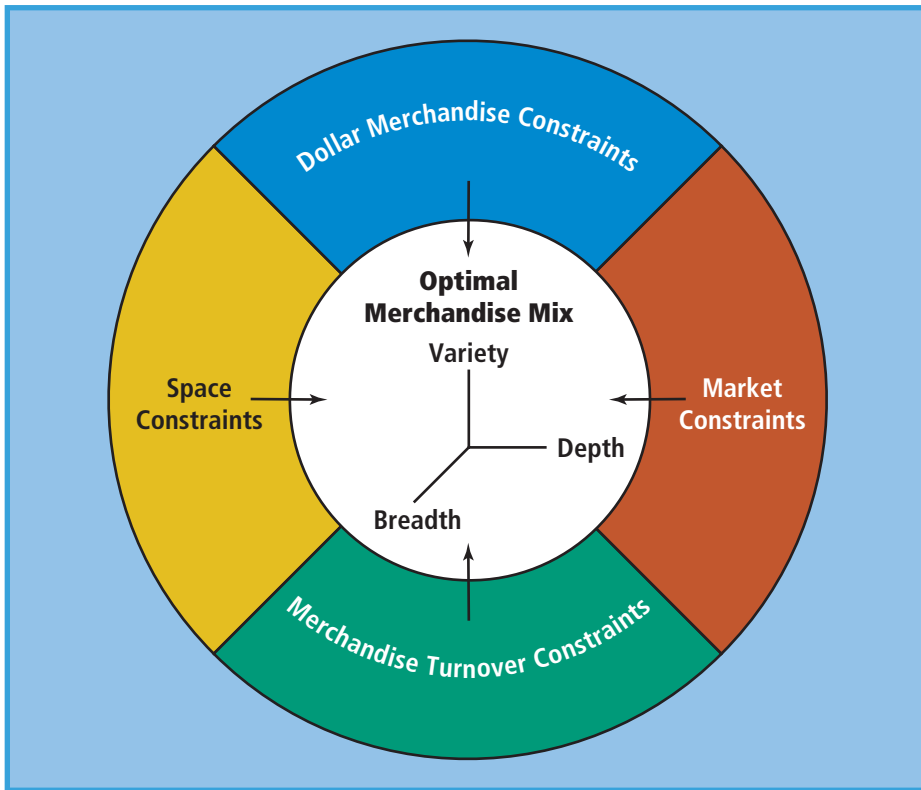 Dollar Merchandise Constraints
Optimal
Merchandise Mix
Variety
Space
Constraints
Market
Constraints
Depth
Breadth
Merchandise Turnover Constraints